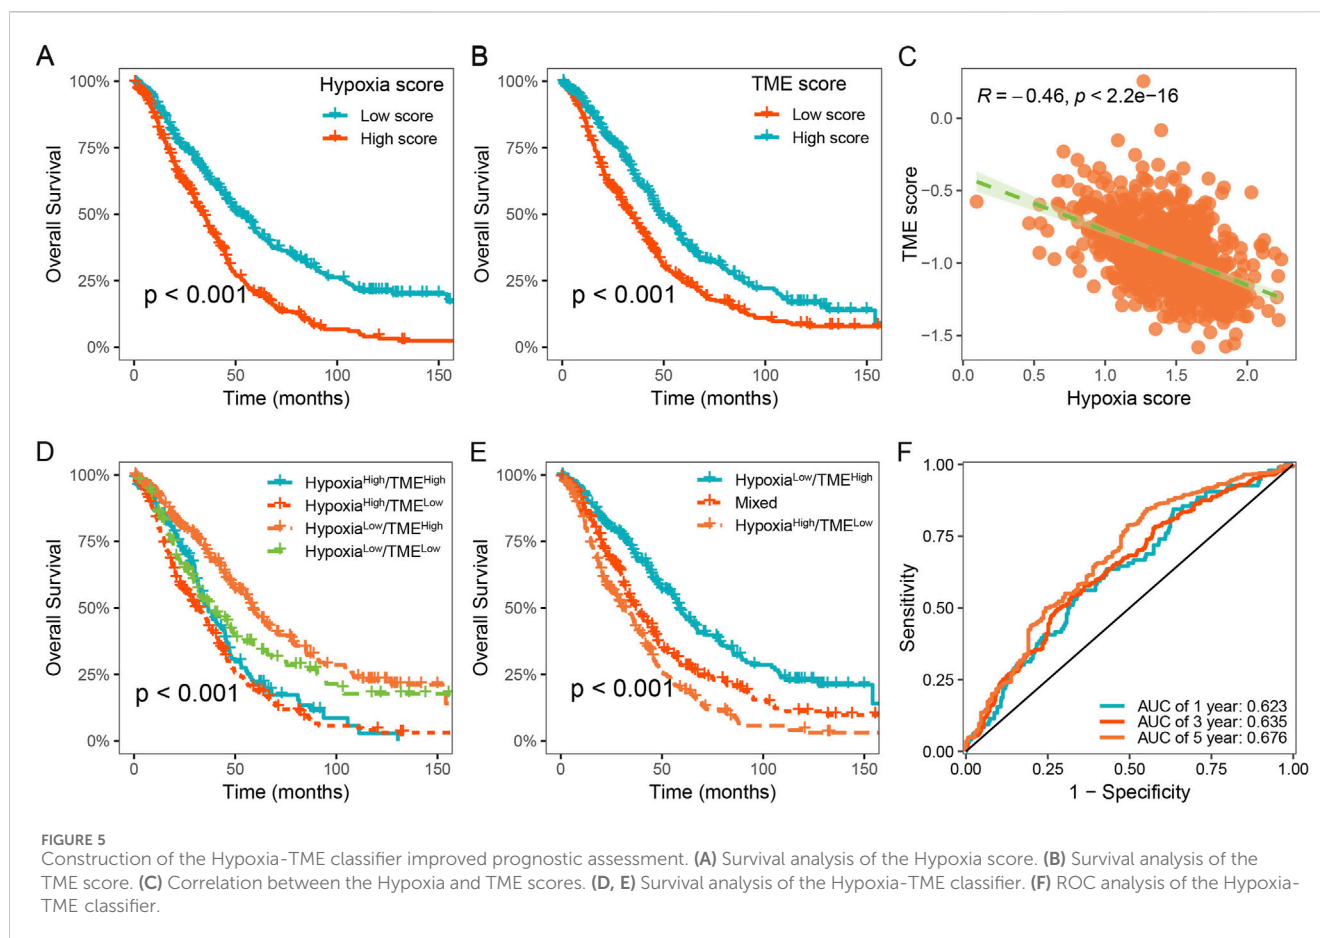 A
Hypoxia score
Low score
High score
100%
75%
50%
25%
0%
Overall Survival
p < 0.001
0 50 100 150
Time (months)
B
TME score
Low score
High score
100%
75%
50%
25%
0%
Overall Survival
p < 0.001
0 50 100 150
Time (months)
C
R = −0.46, p < 2.2e−16
0.0
−0.5
−1.0
−1.5
TME score
0.0 0.5 1.0 1.5 2.0
Hypoxia score
D
HypoxiaHigh/TMEHigh
HypoxiaHigh/TMELow
HypoxiaLow/TMEHigh
HypoxiaLow/TMELow
100%
75%
50%
25%
0%
Overall Survival
p < 0.001
0 50 100 150
Time (months)
E
HypoxiaLow/TMEHigh
Mixed
HypoxiaHigh/TMELow
100%
75%
50%
25%
0%
Overall Survival
p < 0.001
0 50 100 150
Time (months)
F
1.00
0.75
0.50
0.25
0.00
Sensitivity
AUC of 1 year: 0.623
AUC of 3 year: 0.635
AUC of 5 year: 0.676
0.00 0.25 0.50 0.75 1.00
1 − Specificity
FIGURE 5
Construction of the Hypoxia-TME classifier improved prognostic assessment. (A) Survival analysis of the Hypoxia score. (B) Survival analysis of the
TME score. (C) Correlation between the Hypoxia and TME scores. (D, E) Survival analysis of the Hypoxia-TME classifier. (F) ROC analysis of the Hypoxia-
TME classifier.